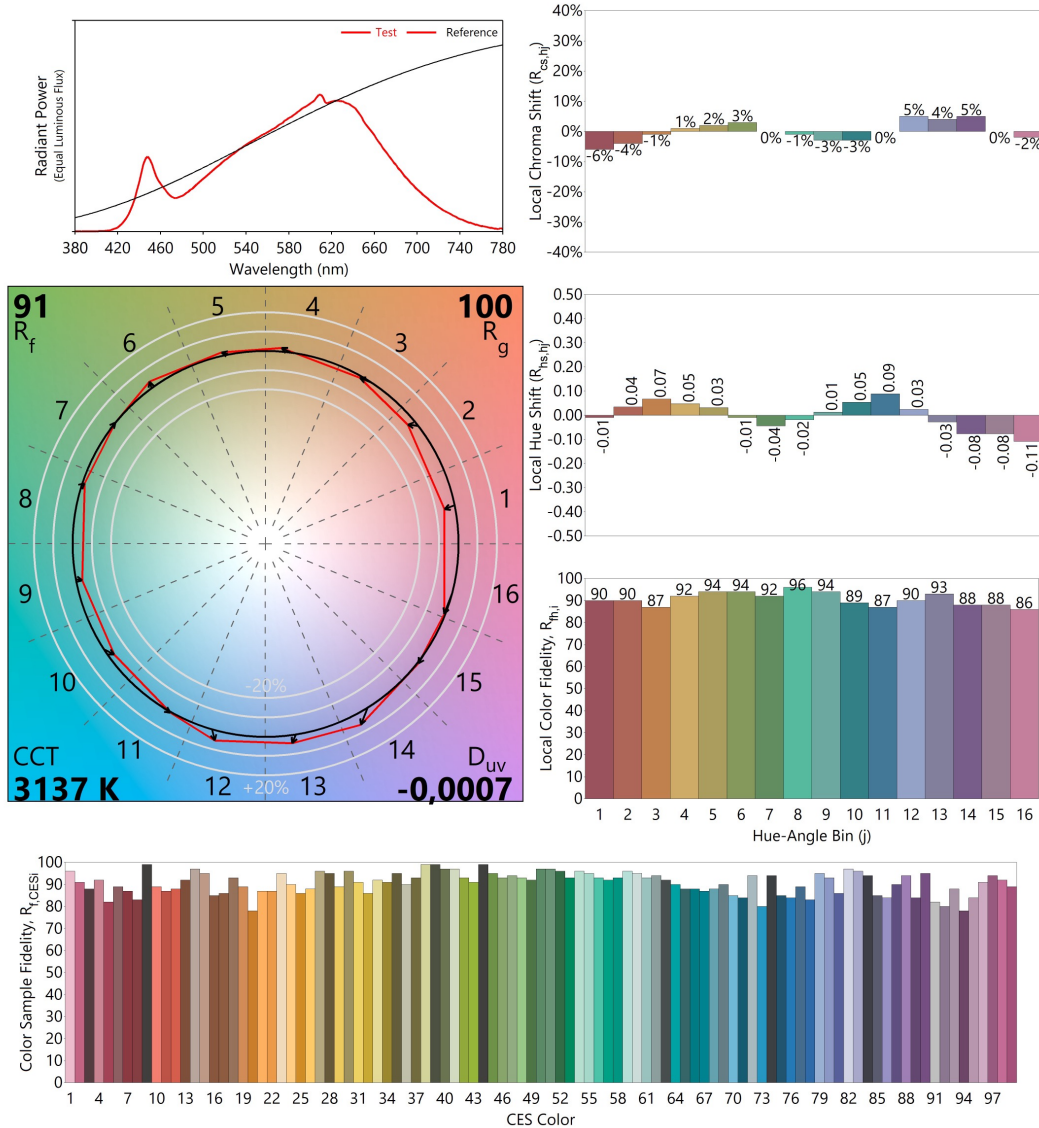 Test Reference
Radiant Power
(Equal Luminous Flux)
380 420 460 500 540 580 620 660 700 740 780
Wavelength (nm)
Local Chroma Shift (Rcs,hj)
40%
30%
20%
10%
0%
-10%
-20%
-30%
-40%
-6% -4% -1% 1% 2% 3% 0% -1% -3% -3% 0% 5% 4% 5% 0% -2%
91
Rf
100
Rg
5 4
6 3
7 2
8 1
9 16
10 15
11 14
12 13
-20%
+20%
CCT
3137 K
Duv
-0,0007
Local Hue Shift (Rhs,hj)
0.50
0.40
0.30
0.20
0.10
0.00
-0.10
-0.20
-0.30
-0.40
-0.50
-0.01 0.04 0.07 0.05 0.03 -0.01 -0.04 -0.02 0.01 0.05 0.09 0.03 -0.03 -0.08 -0.08 -0.11
Local Color Fidelity, Rfh,i
100
90
80
70
60
50
40
30
20
10
0
90 90 87 92 94 94 92 96 94 89 87 90 93 88 88 86
1 2 3 4 5 6 7 8 9 10 11 12 13 14 15 16
Hue-Angle Bin (j)
Color Sample Fidelity, Rf,CESi
100
90
80
70
60
50
40
30
20
10
0
1 4 7 10 13 16 19 22 25 28 31 34 37 40 43 46 49 52 55 58 61 64 67 70 73 76 79 82 85 88 91 94 97
CES Color